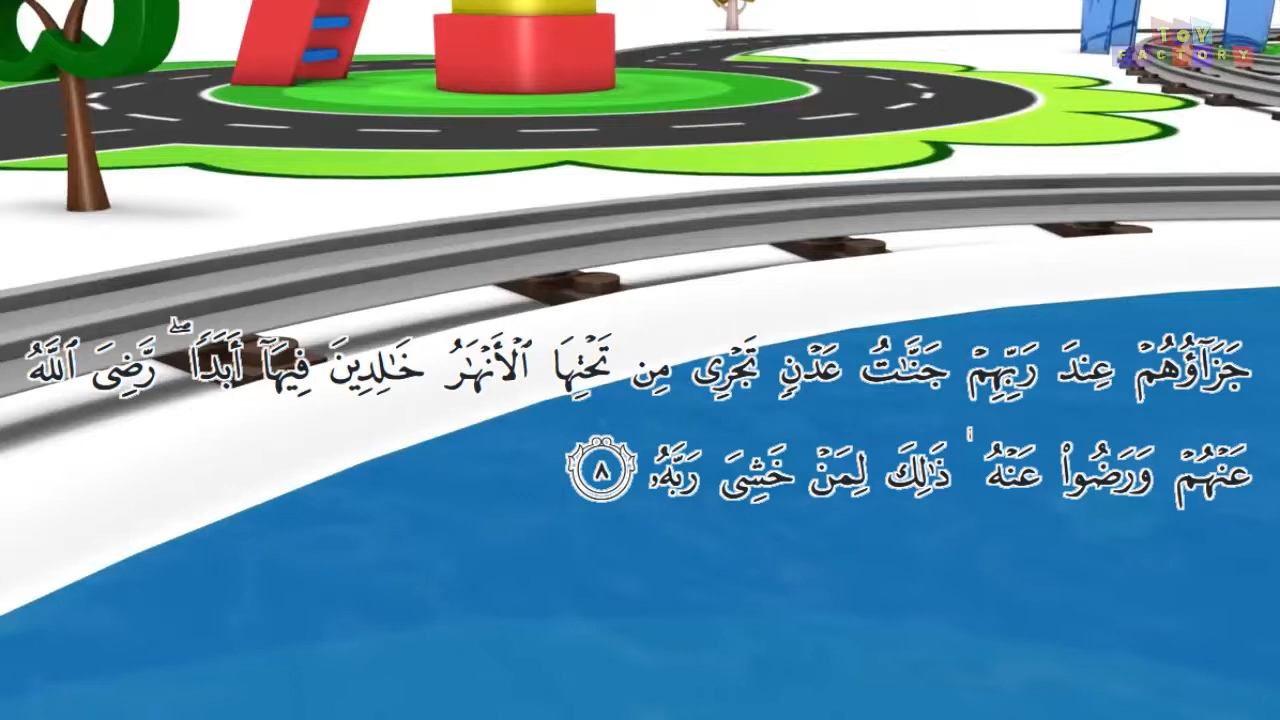 TOY
FACTORY
جَزَآؤُهُمْ عِندَ رَبِّهِمْ جَنَّـٰتُ عَدْنٍ تَجْرِى مِن تَحْتِهَا ٱلْأَنْهَـٰرُ خَـٰلِدِينَ فِيهَآ أَبَدًا ۖ رَّضِىَ ٱللَّهُ
عَنْهُمْ وَرَضُوا۟ عَنْهُ ۚ ذَٰلِكَ لِمَنْ خَشِىَ رَبَّهُۥ ٨